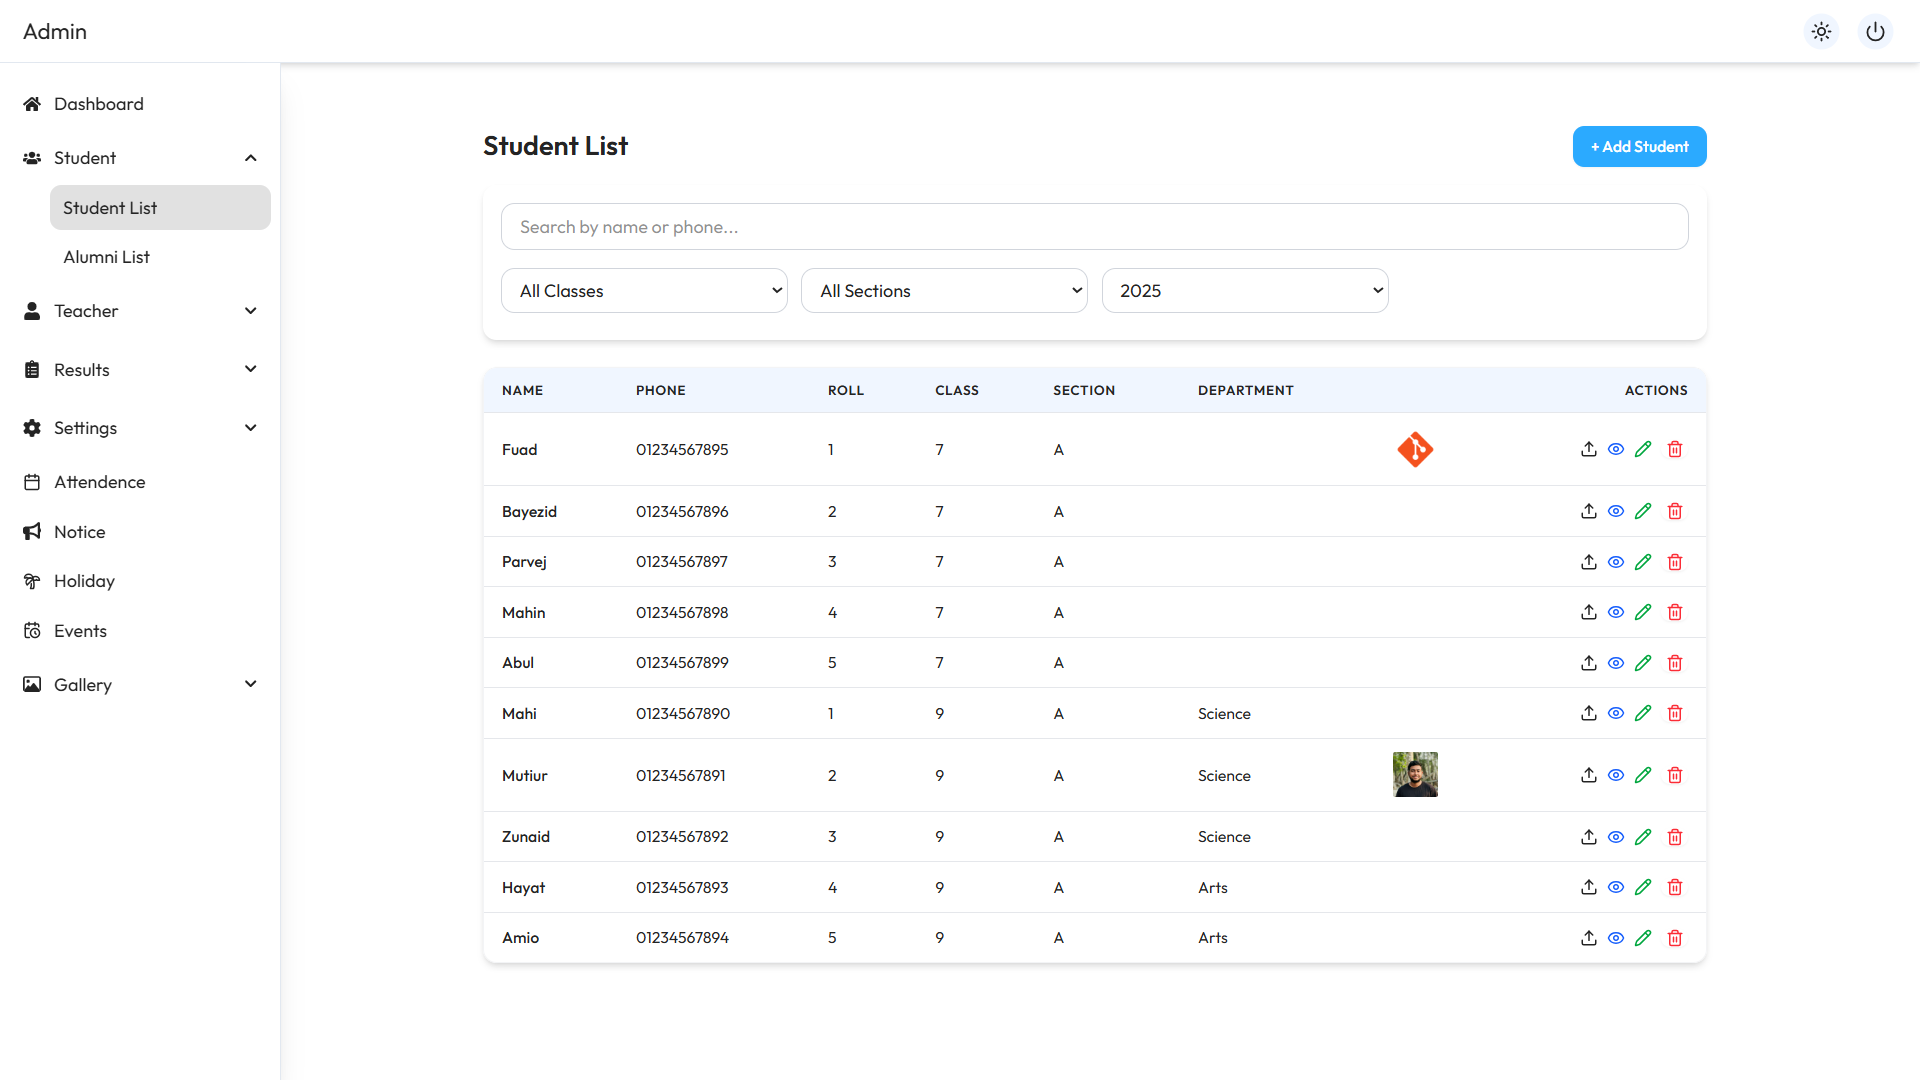 Admin
Dashboard
Student
Student List
Alumni List
Teacher
Results
Settings
Attendence
Notice
Holiday
Events
Gallery
Student List
+ Add Student
Search by name or phone...
All Classes All Sections 2025
NAME PHONE ROLL CLASS SECTION DEPARTMENT ACTIONS
Fuad 01234567895 1 7 A
Bayezid 01234567896 2 7 A
Parvej 01234567897 3 7 A
Mahin 01234567898 4 7 A
Abul 01234567899 5 7 A
Mahi 01234567890 1 9 A Science
Mutiur 01234567891 2 9 A Science
Zunaid 01234567892 3 9 A Science
Hayat 01234567893 4 9 A Arts
Amio 01234567894 5 9 A Arts